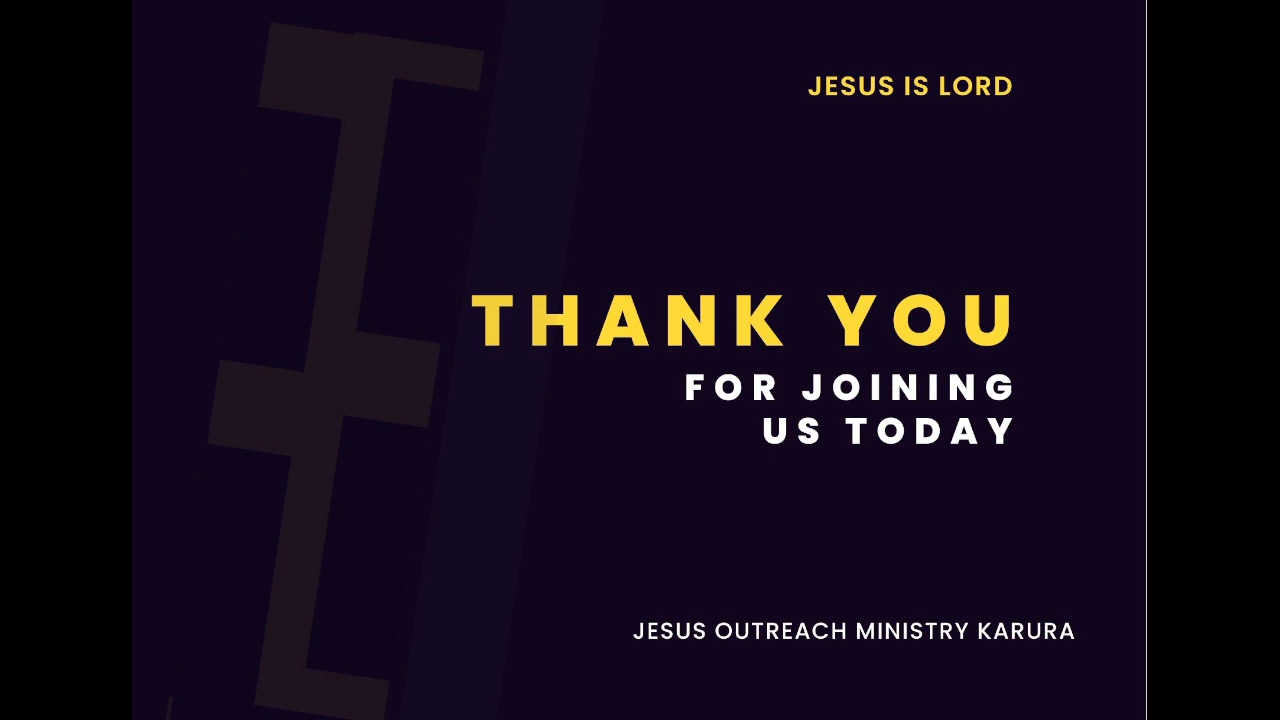 JESUS IS LORD
THANK YOU
FOR JOINING
US TODAY
JESUS OUTREACH MINISTRY KARURA